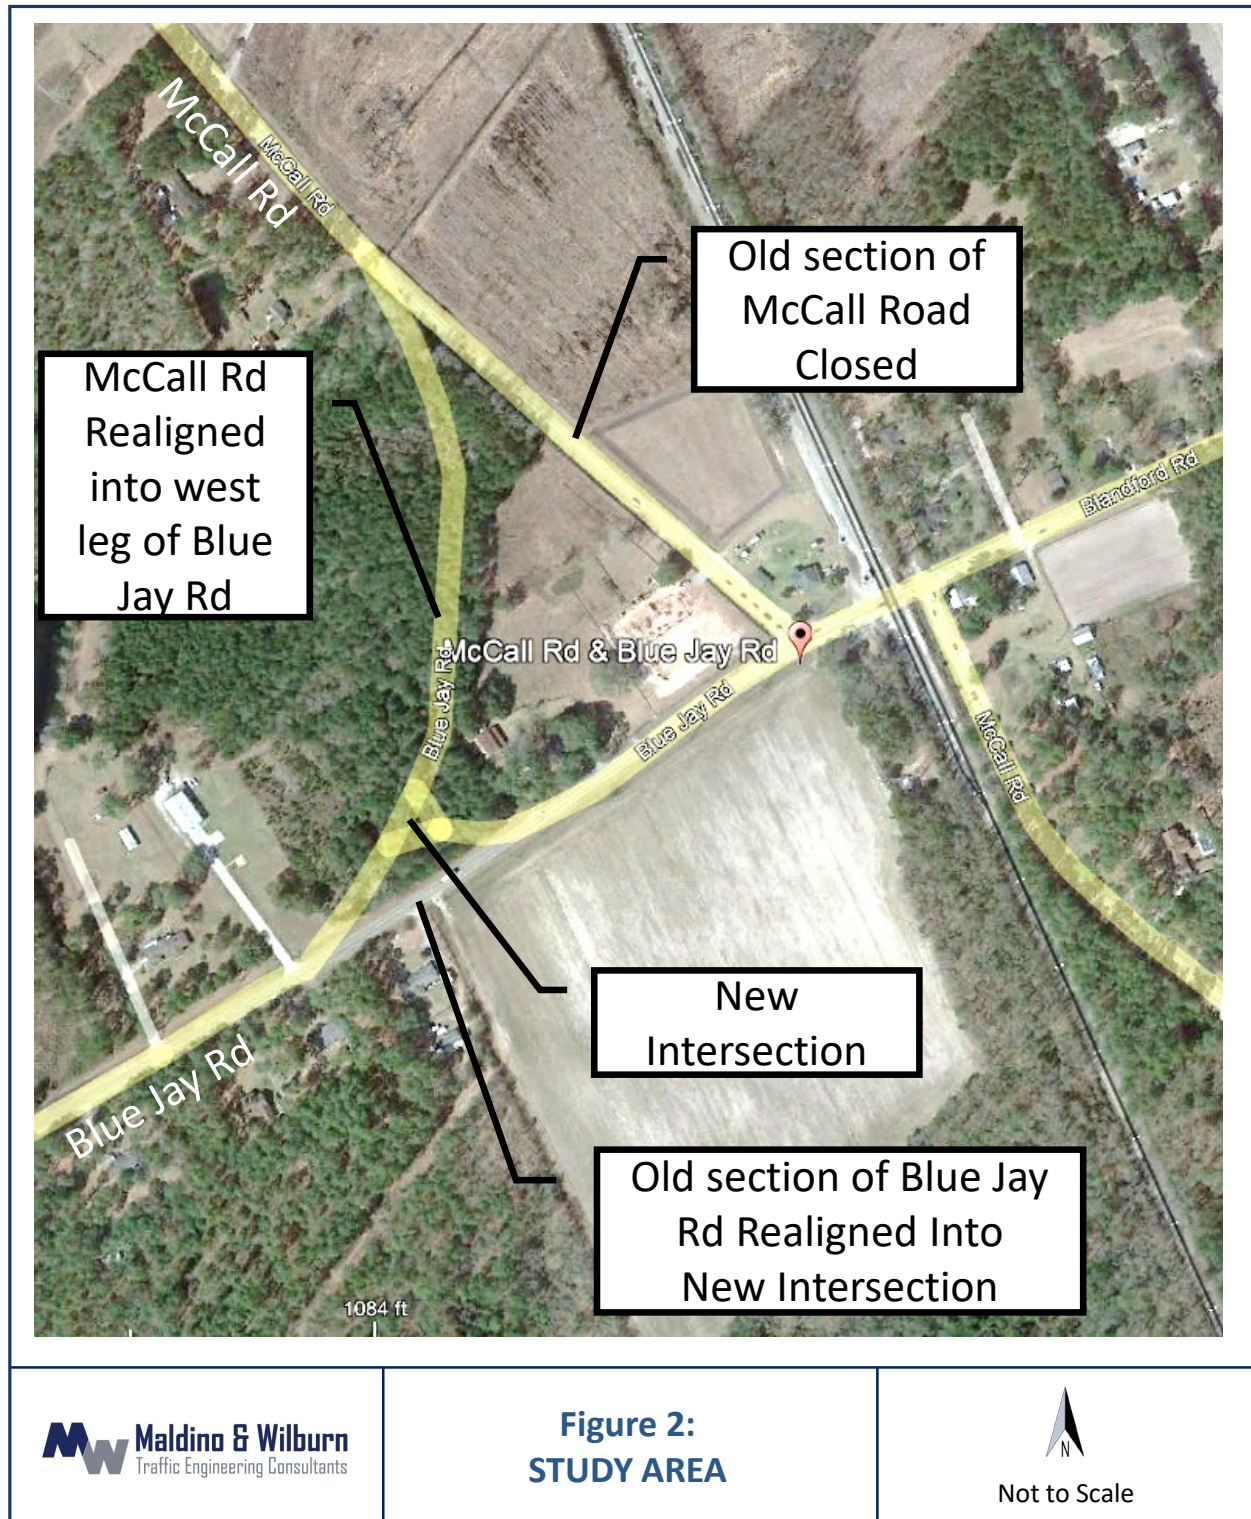 McCall Rd
McCall Rd
Old section of
McCall Road
Closed
McCall Rd
Realigned
into west
leg of Blue
Jay Rd
Blandford Rd
McCall Rd & Blue Jay Rd
Blue Jay Rd
Blue Jay Rd
McCall Rd
New
Intersection
Blue Jay Rd
Old section of Blue Jay
Rd Realigned Into
New Intersection
1084 ft
MW
Maldino & Wilburn
Traffic Engineering Consultants
Figure 2:
STUDY AREA
N
Not to Scale